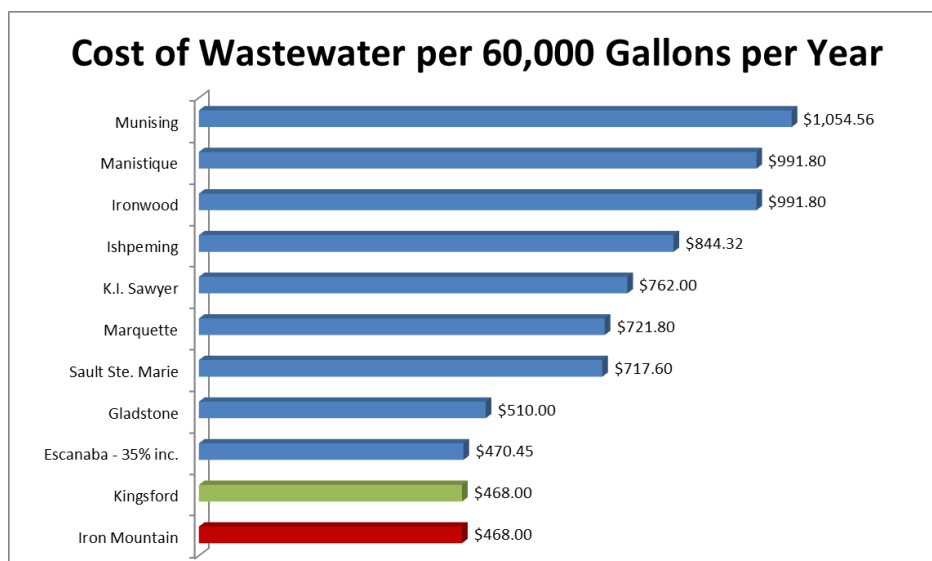 Cost of Wastewater per 60,000 Gallons per Year
Munising $1,054.56
Manistique $991.80
Ironwood $991.80
Ishpeming $844.32
K.I. Sawyer $762.00
Marquette $721.80
Sault Ste. Marie $717.60
Gladstone $510.00
Escanaba - 35% inc. $470.45
Kingsford $468.00
Iron Mountain $468.00